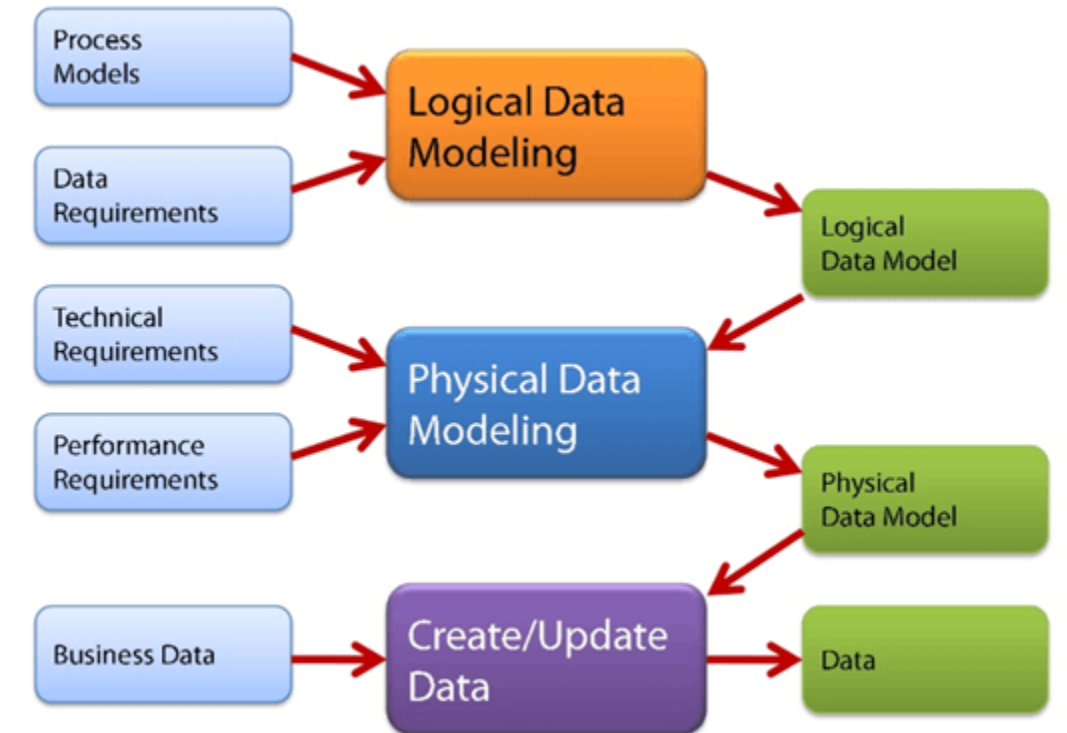 Process
Models
Logical Data
Modeling
Data
Requirements
Logical
Data Model
Technical
Requirements
Physical Data
Modeling
Performance
Requirements
Physical
Data Model
Business Data
Create/Update
Data
Data